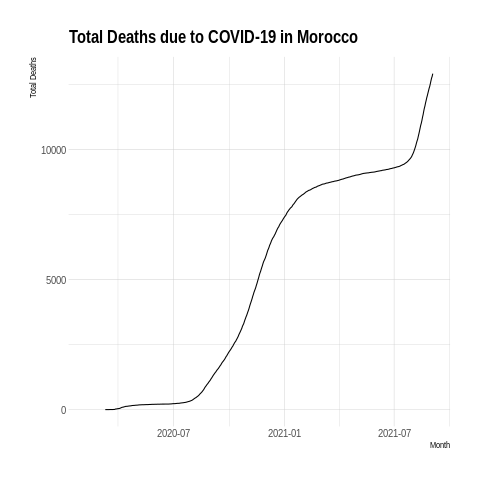 Total Deaths due to COVID-19 in Morocco
Total Deaths
10000
5000
0
2020-07
2021-01
2021-07
Month